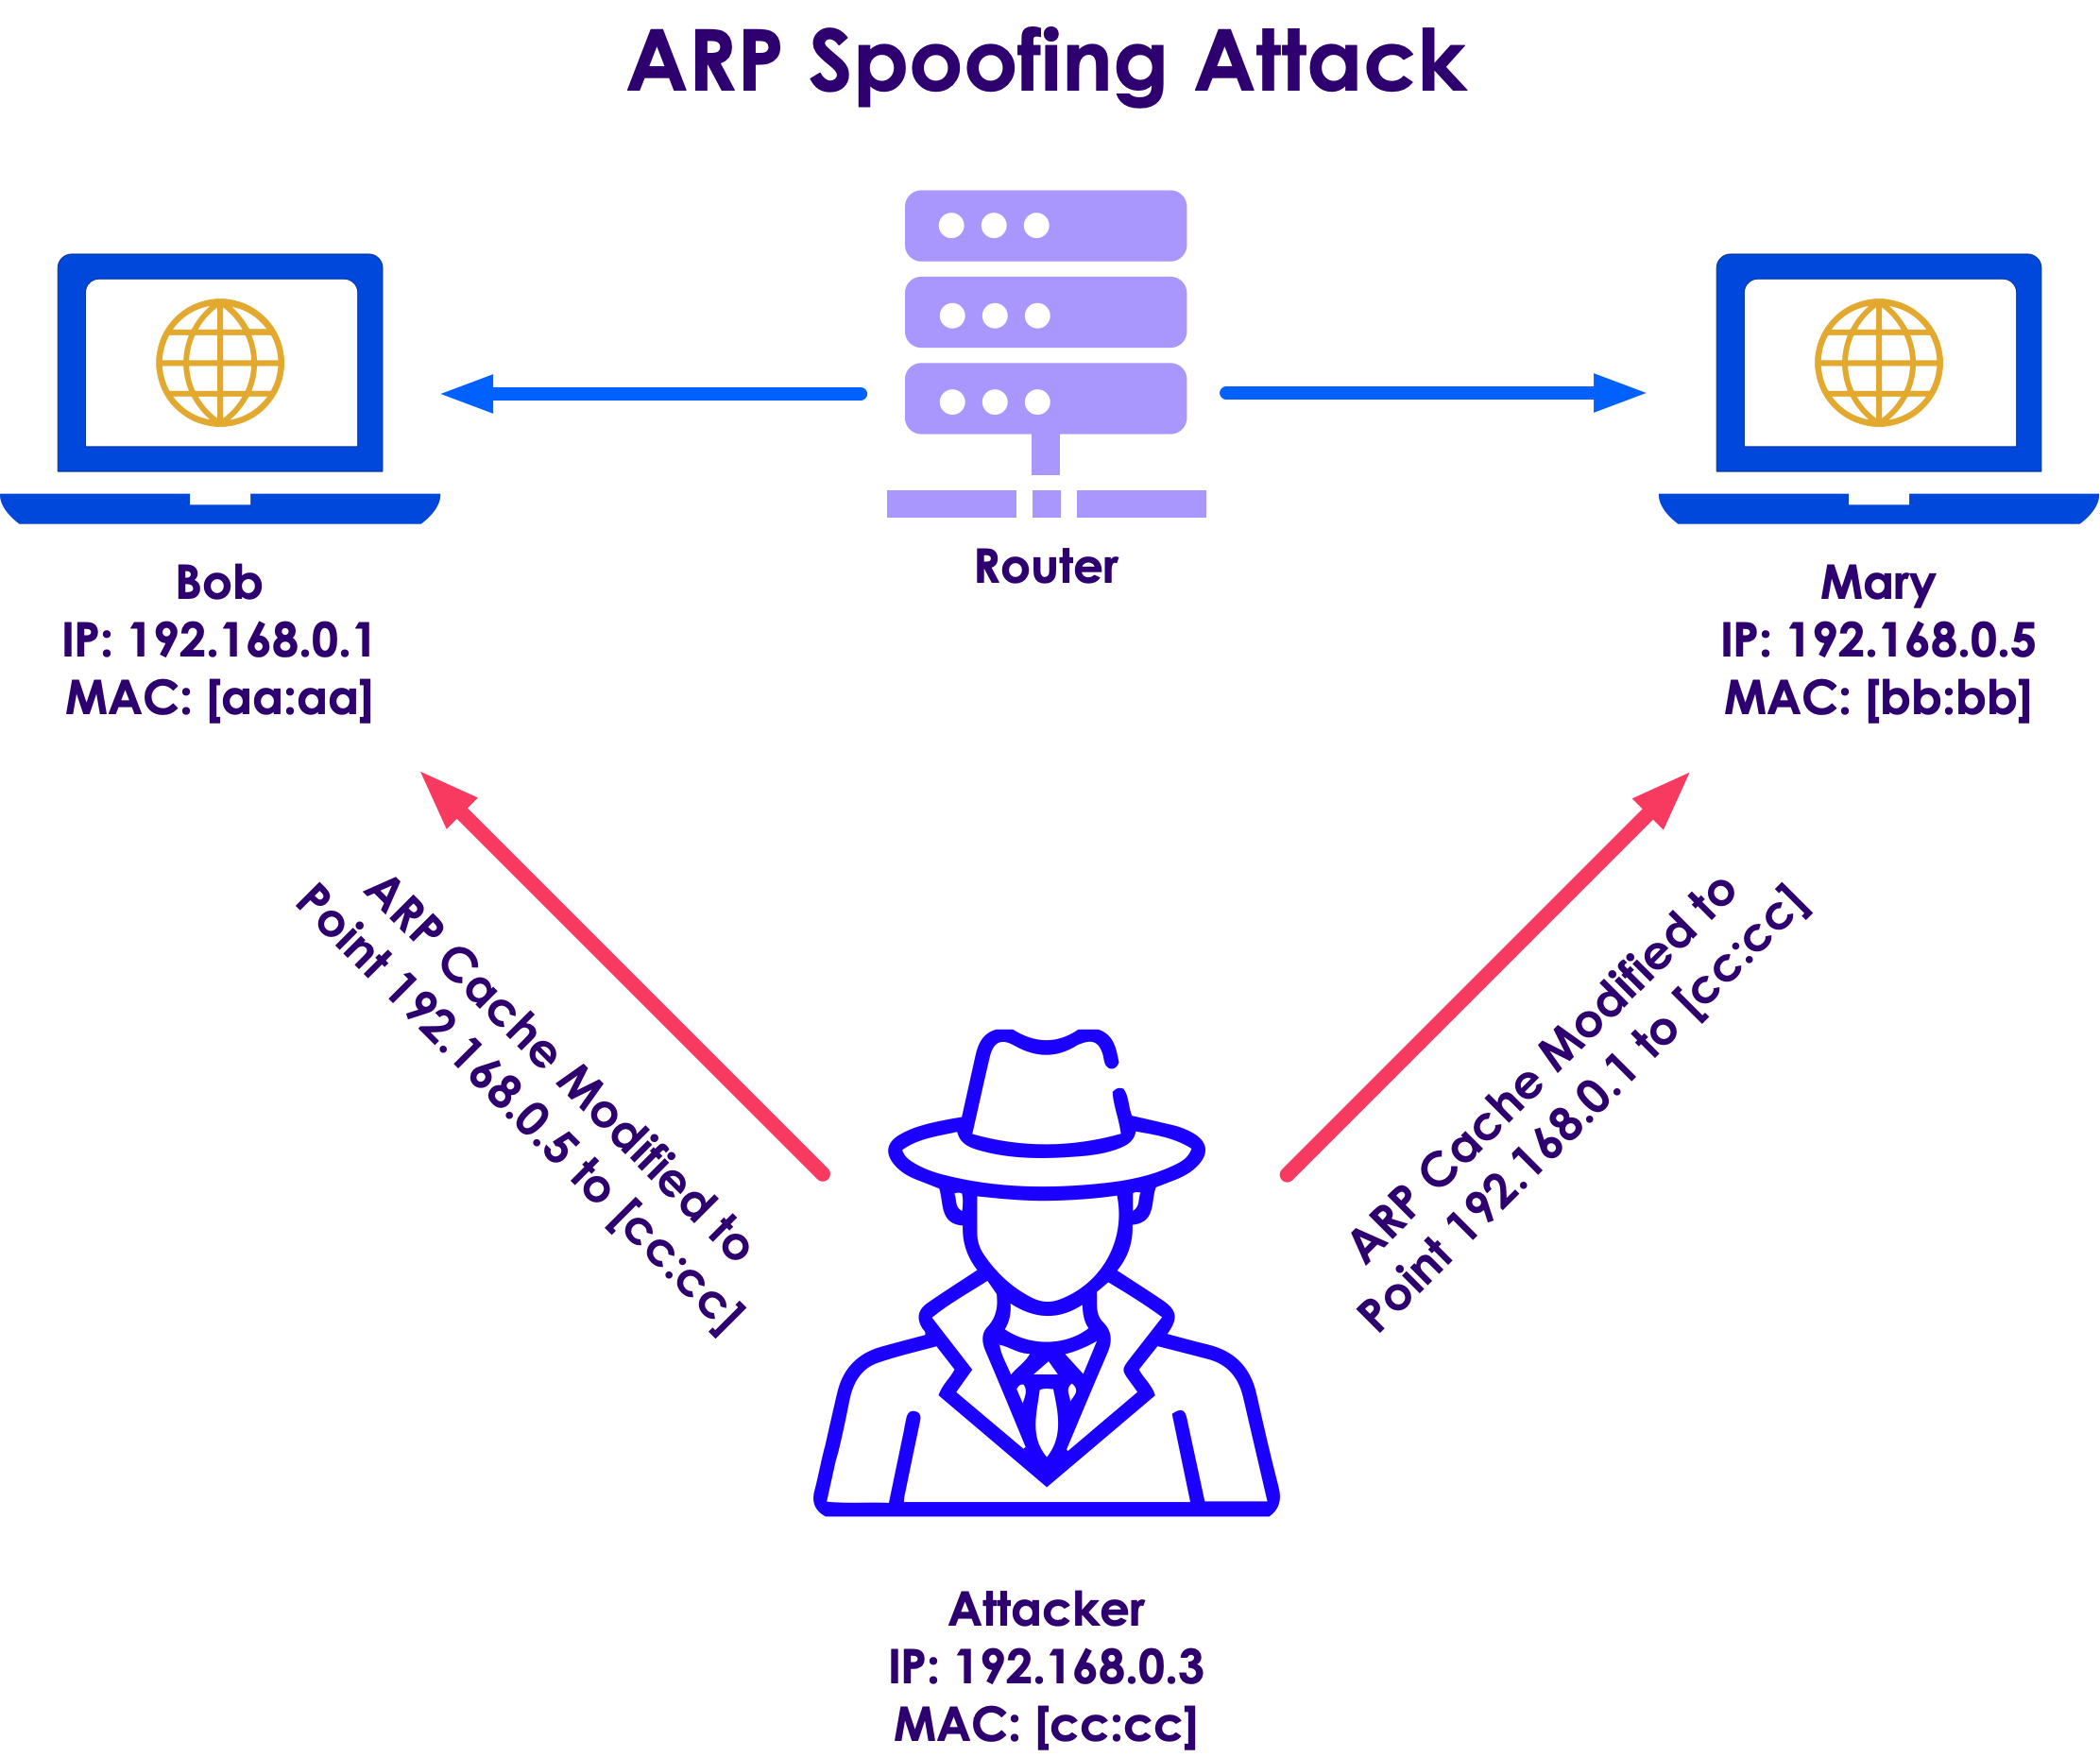 ARP Spoofing Attack
Router
Bob
IP: 192.168.0.1
MAC: [aa:aa]
Mary
IP: 192.168.0.5
MAC: [bb:bb]
ARP Cache Modified to
Point 192.168.0.5 to [cc:cc]
ARP Cache Modified to
Point 192.168.0.1 to [cc:cc]
Attacker
IP: 192.168.0.3
MAC: [cc:cc]